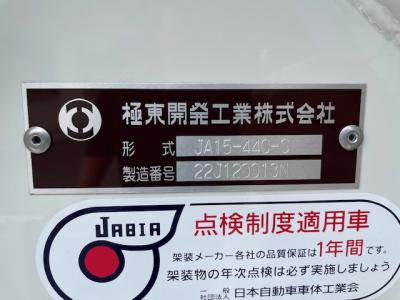 極東開発工業株式会社
形 式 JA15-440-S
製造番号 22J120013N
JABIA
点検制度適用車
架装メーカー各社の品質保証は1年間です。
架装物の年次点検は必ず実施しましょう
一般社団法人 日本自動車車体工業会